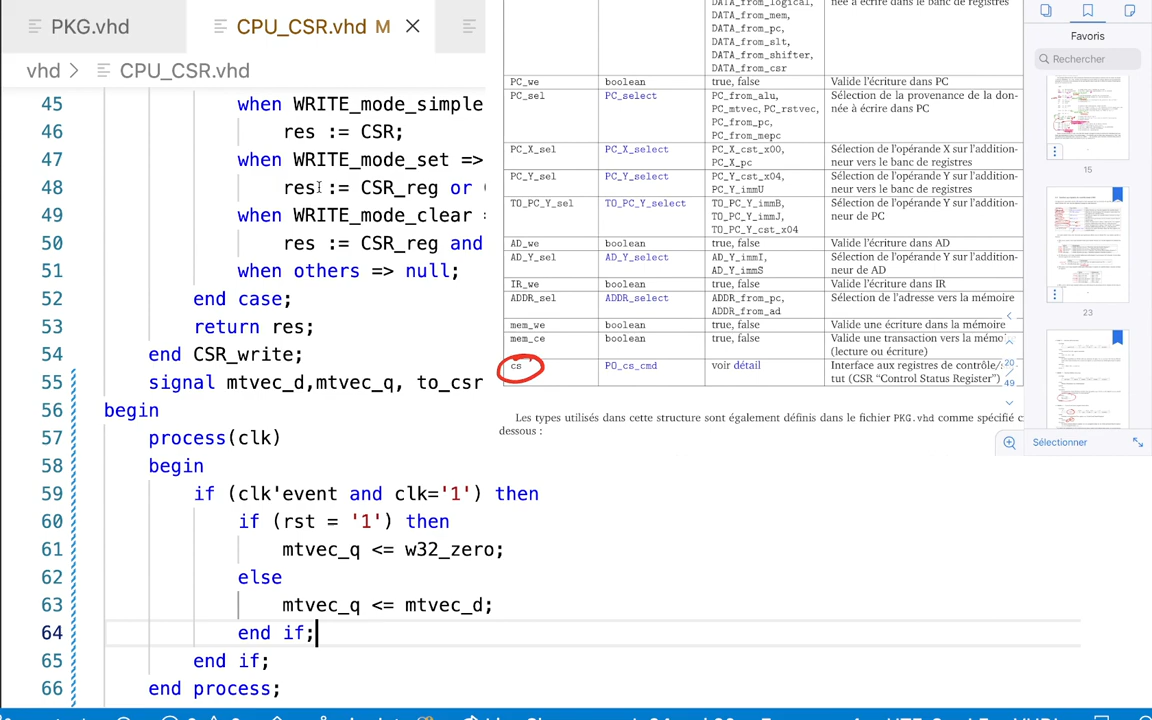 PKG.vhd
CPU_CSR.vhd M
vhd > CPU_CSR.vhd
45 when WRITE_mode_simple
46 res := CSR;
47 when WRITE_mode_set =>
48 res := CSR_reg or
49 when WRITE_mode_clear
50 res := CSR_reg and
51 when others => null;
52 end case;
53 return res;
54 end CSR_write;
55 signal mtvec_d,mtvec_q, to_csr
56 begin
57 process(clk)
58 begin
59 if (clk'event and clk='1') then
60 if (rst = '1') then
61 mtvec_q <= w32_zero;
62 else
63 mtvec_q <= mtvec_d;
64 end if;
65 end if;
66 end process;
DATA_from_logical, née à écrire dans le banc de registres
DATA_from_mem,
DATA_from_pc,
DATA_from_slt,
DATA_from_shifter,
DATA_from_csr
PC_we boolean true, false Valide l'écriture dans PC
PC_sel PC_select PC_from_alu, Sélection de la provenance de la don-
PC_mtvec, PC_rstvec, née à écrire dans PC
PC_from_pc,
PC_from_mepc
PC_X_sel PC_X_select PC_X_cst_x00, Sélection de l'opérande X sur l'addition-
PC_X_pc neur vers le banc de registres
PC_Y_sel PC_Y_select PC_Y_cst_x04, Sélection de l'opérande Y sur l'addition-
PC_Y_immU neur vers le banc de registres
TO_PC_Y_sel TO_PC_Y_select TO_PC_Y_immB, Sélection de l'opérande Y sur l'addition-
TO_PC_Y_immJ, neur de PC
TO_PC_Y_cst_x04
AD_we boolean true, false Valide l'écriture dans AD
AD_Y_sel AD_Y_select AD_Y_immI, Sélection de l'opérande Y sur l'addition-
AD_Y_immS neur de AD
IR_we boolean true, false Valide l'écriture dans IR
ADDR_sel ADDR_select ADDR_from_pc, Sélection de l'adresse vers la mémoire
ADDR_from_ad
mem_we boolean true, false Valide une écriture dans la mémoire
mem_ce boolean true, false Valide une transaction vers la mémo
(lecture ou écriture)
cs PO_cs_cmd voir détail Interface aux registres de contrôle/
tut (CSR “Control Status Register”)
20
49
Les types utilisés dans cette structure sont également définis dans le fichier PKG.vhd comme spécifié c
dessous :
Favoris
Rechercher
15
23
Sélectionner